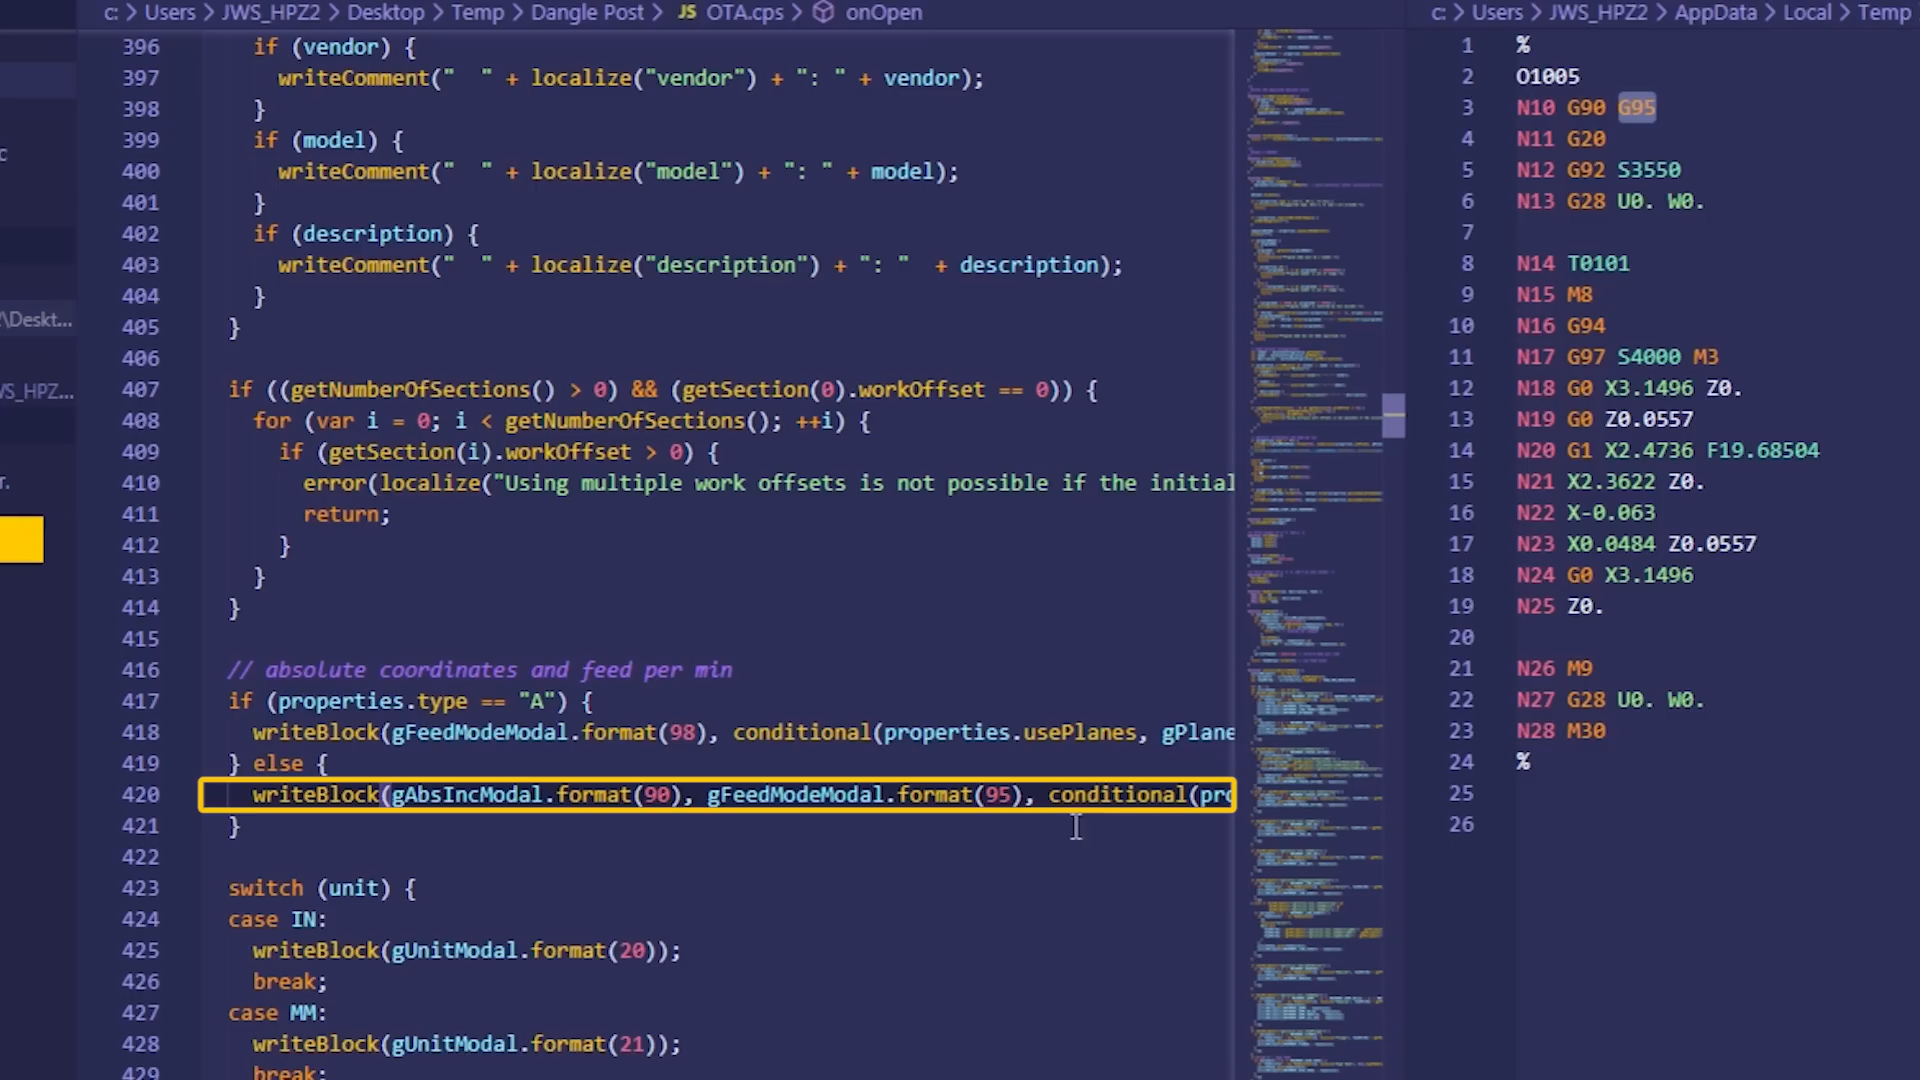 c: > Users > JWS_HPZ2 > Desktop > Temp > Dangle Post > JS OTA.cps > onOpen
396 if (vendor) {
397 writeComment("  " + localize("vendor") + ": " + vendor);
398 }
399 if (model) {
400 writeComment("  " + localize("model") + ": " + model);
401 }
402 if (description) {
403 writeComment("  " + localize("description") + ": "  + description);
404 }
405 }
406
407 if ((getNumberOfSections() > 0) && (getSection(0).workOffset == 0)) {
408 for (var i = 0; i < getNumberOfSections(); ++i) {
409 if (getSection(i).workOffset > 0) {
410 error(localize("Using multiple work offsets is not possible if the initial
411 return;
412 }
413 }
414 }
415
416 // absolute coordinates and feed per min
417 if (properties.type == "A") {
418 writeBlock(gFeedModeModal.format(98), conditional(properties.usePlanes, gPlane
419 } else {
420 writeBlock(gAbsIncModal.format(90), gFeedModeModal.format(95), conditional(pro
421 }
422
423 switch (unit) {
424 case IN:
425 writeBlock(gUnitModal.format(20));
426 break;
427 case MM:
428 writeBlock(gUnitModal.format(21));
429 break;
c: > Users > JWS_HPZ2 > AppData > Local > Temp
1 %
2 O1005
3 N10 G90 G95
4 N11 G20
5 N12 G92 S3550
6 N13 G28 U0. W0.
7
8 N14 T0101
9 N15 M8
10 N16 G94
11 N17 G97 S4000 M3
12 N18 G0 X3.1496 Z0.
13 N19 G0 Z0.0557
14 N20 G1 X2.4736 F19.68504
15 N21 X2.3622 Z0.
16 N22 X-0.063
17 N23 X0.0484 Z0.0557
18 N24 G0 X3.1496
19 N25 Z0.
20
21 N26 M9
22 N27 G28 U0. W0.
23 N28 M30
24 %
25
26
c
\Deskt...
WS_HPZ...
r.